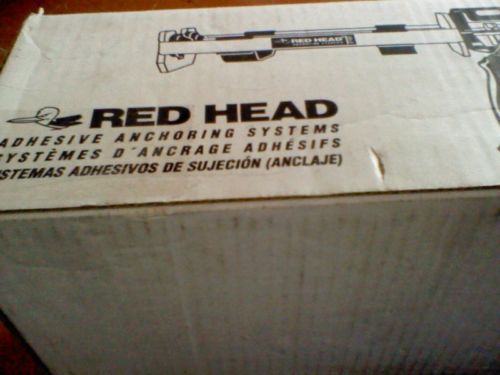 RED HEAD
RED HEAD
ADHESIVE ANCHORING SYSTEMS
SYSTÈMES D'ANCRAGE ADHÉSIFS
SISTEMAS ADHESIVOS DE SUJECIÓN (ANCLAJE)